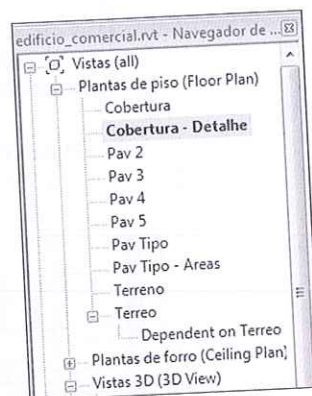 edificio_comercial.rvt - Navegador de ...
Vistas (all)
Plantas de piso (Floor Plan)
Cobertura
Cobertura - Detalhe
Pav 2
Pav 3
Pav 4
Pav 5
Pav Tipo
Pav Tipo - Areas
Terreno
Terreo
Dependent on Terreo
Plantas de forro (Ceiling Plan)
Vistas 3D (3D View)